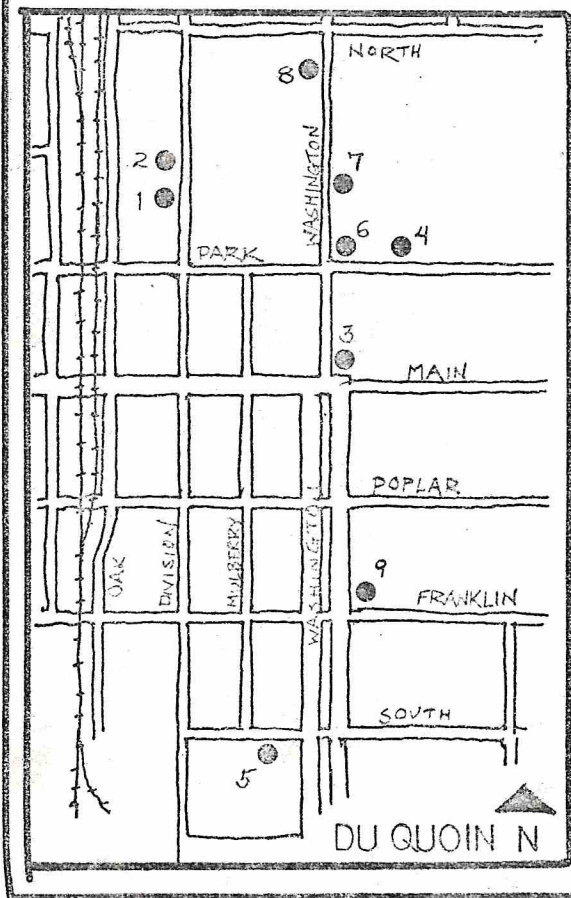 NORTH
8
WASHINGTON
2
7
1
6
4
PARK
3
MAIN
POPLAR
OAK
DIVISION
MULBERRY
WASHINGTON
9
FRANKLIN
SOUTH
5
DU QUOIN N